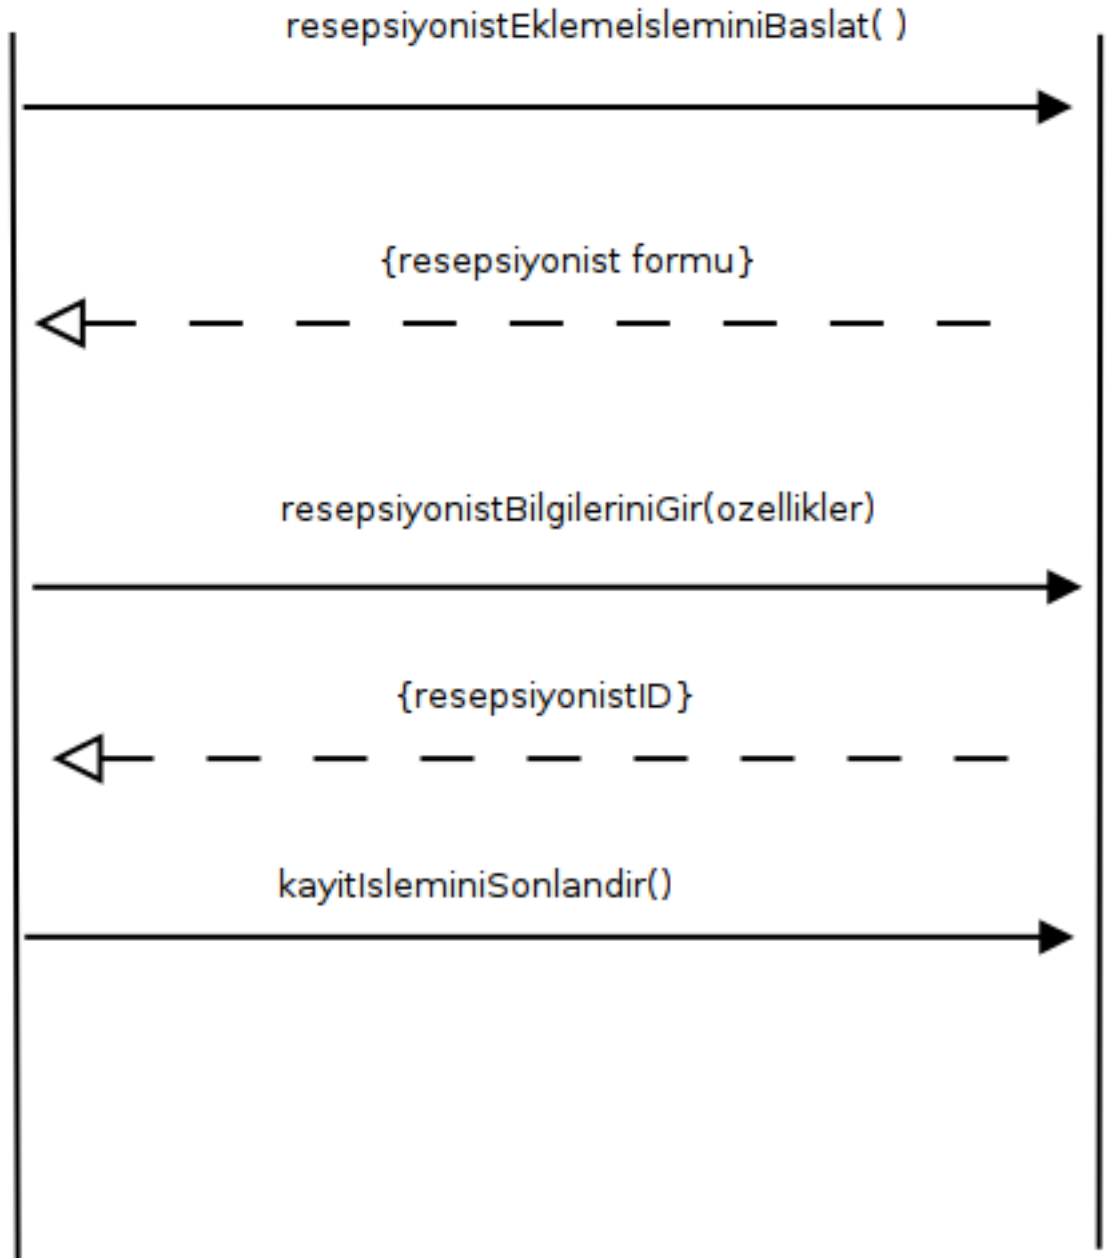 resepsiyonistEklemeİsleminiBaslat( )
{resepsiyonist formu}
resepsiyonistBilgileriniGir(ozellikler)
{resepsiyonistID}
kayitIsleminiSonlandir()